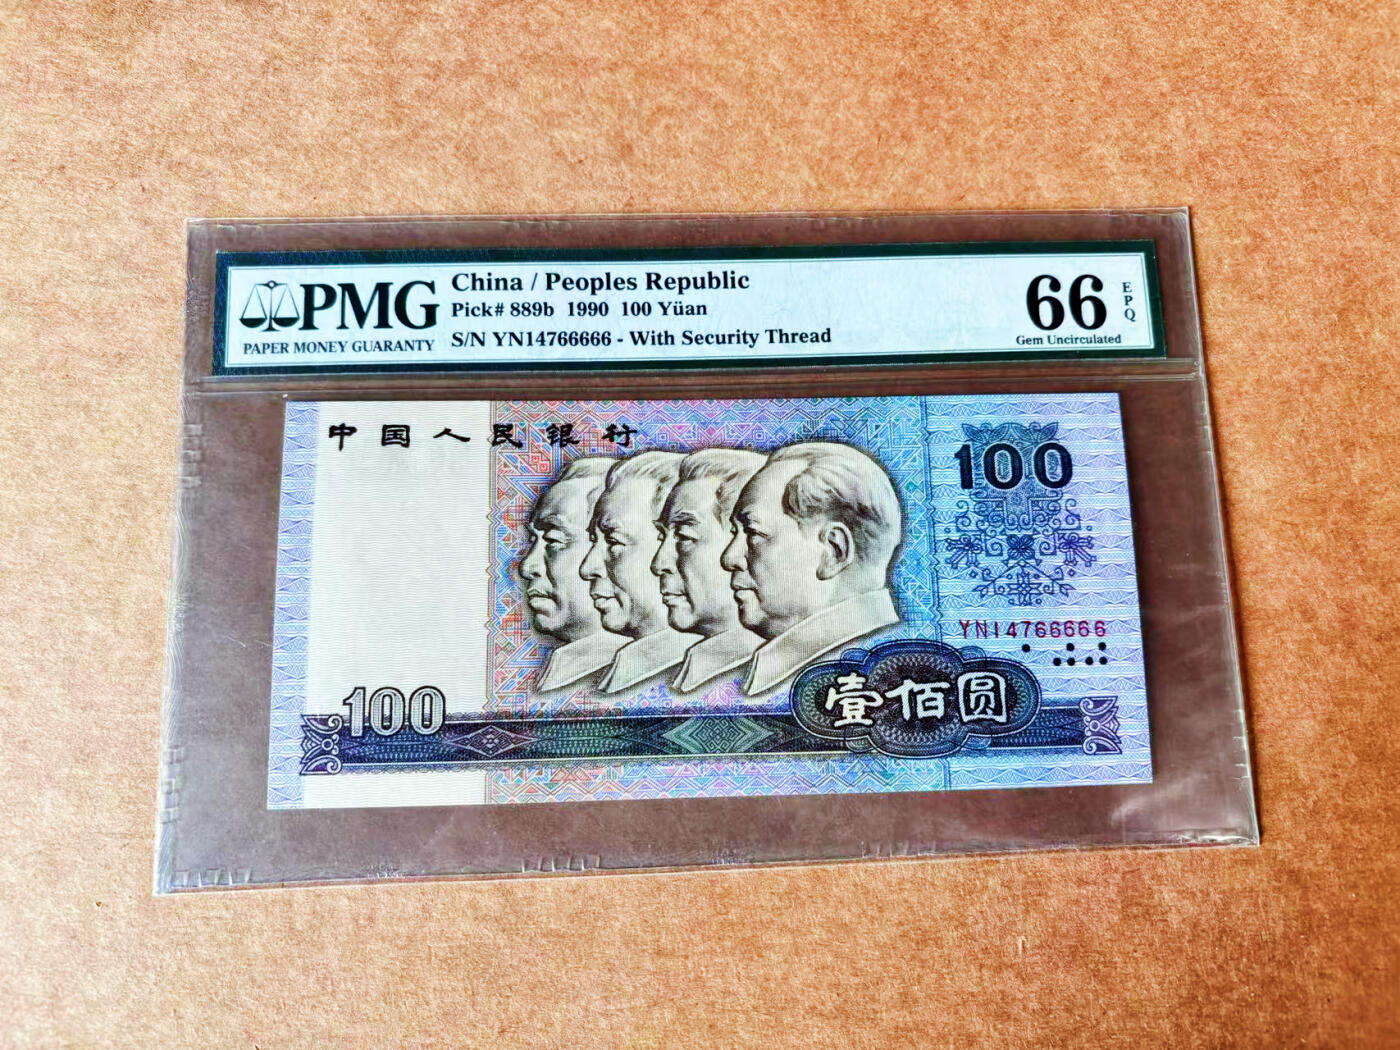 PMG
PAPER MONEY GUARANTY
China / Peoples Republic
Pick# 889b 1990 100 Yüan
S/N YN14766666 - With Security Thread
66
EPQ
Gem Uncirculated
中国人民银行
100
YN14766666
100
壹佰圆